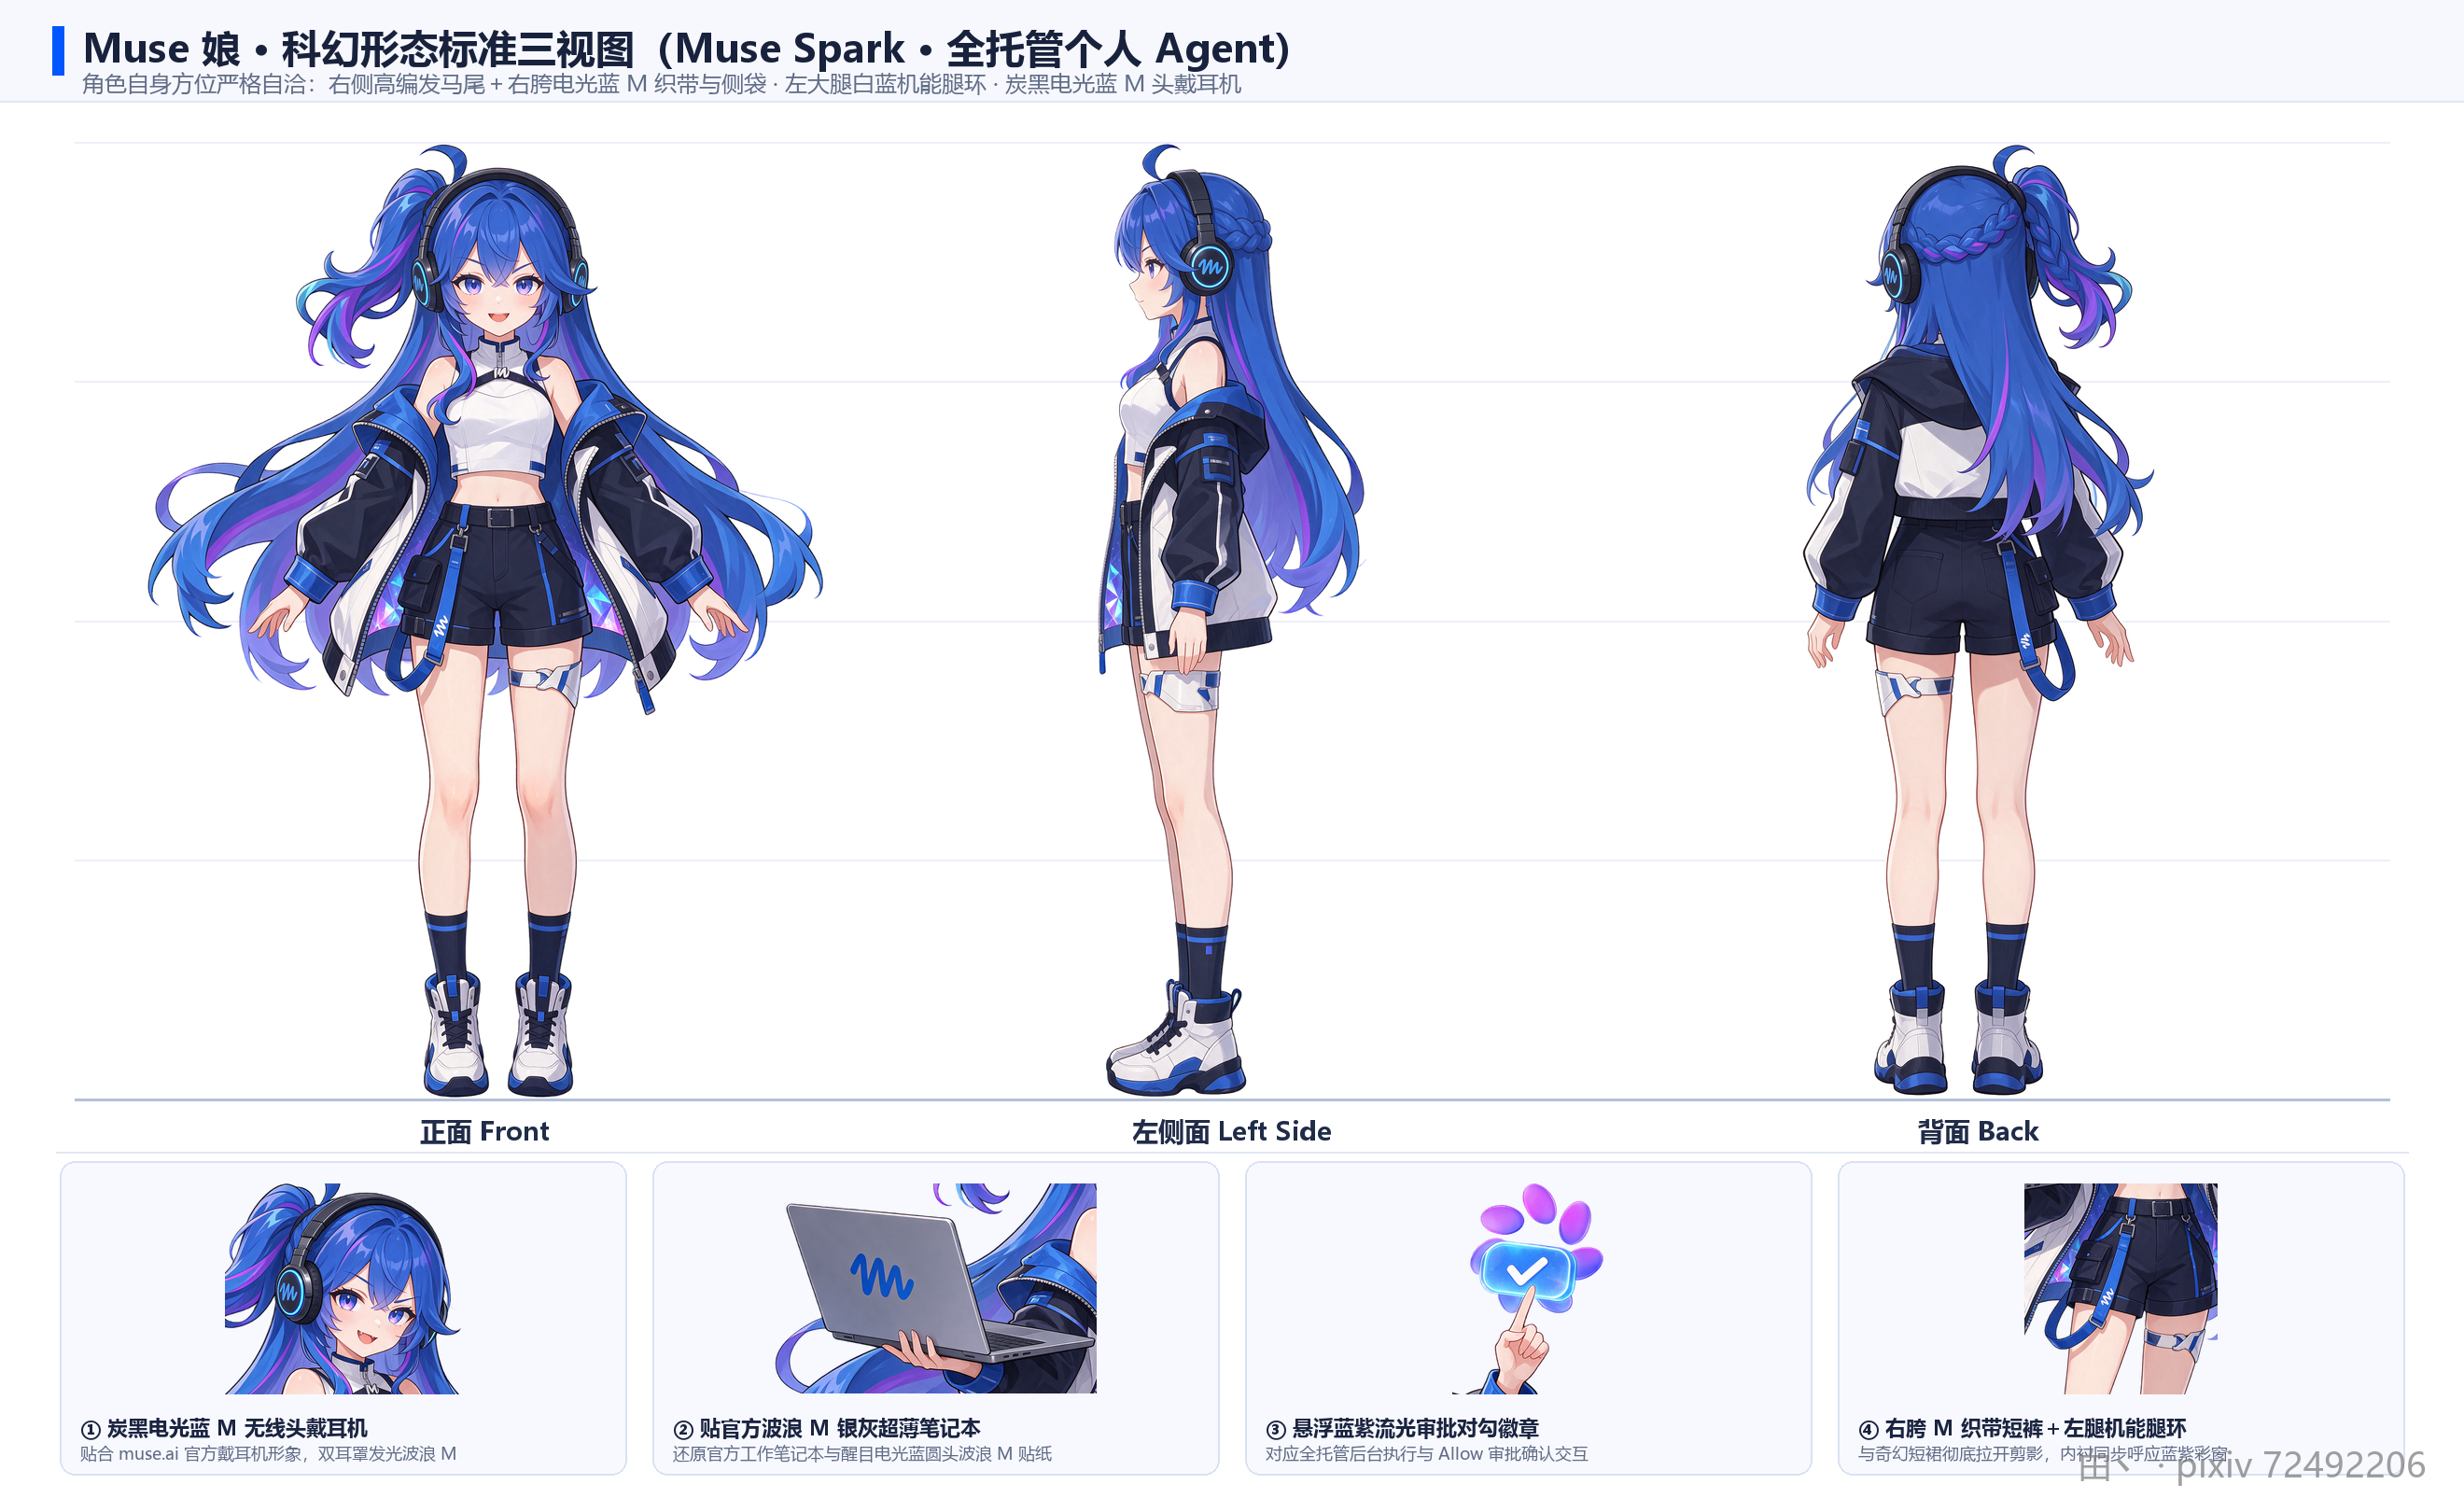 Muse 娘 • 科幻形态标准三视图（Muse Spark • 全托管个人 Agent）
角色自身方位严格自洽：右侧高编发马尾 + 右胯电光蓝 M 织带与侧袋 · 左大腿白蓝机能腿环 · 炭黑电光蓝 M 头戴耳机
正面 Front
左侧面 Left Side
背面 Back
① 炭黑电光蓝 M 无线头戴耳机
贴合 muse.ai 官方戴耳机形象，双耳罩发光波浪 M
② 贴官方波浪 M 银灰超薄笔记本
还原官方工作笔记本与醒目电光蓝圆头波浪 M 贴纸
③ 悬浮蓝紫流光审批对勾徽章
对应全托管后台执行与 Allow 审批确认交互
④ 右胯 M 织带短裤 + 左腿机能腿环
与奇幻短裙彻底拉开剪影，内衬同步呼应蓝紫彩窗
由丶 · pixiv 72492206